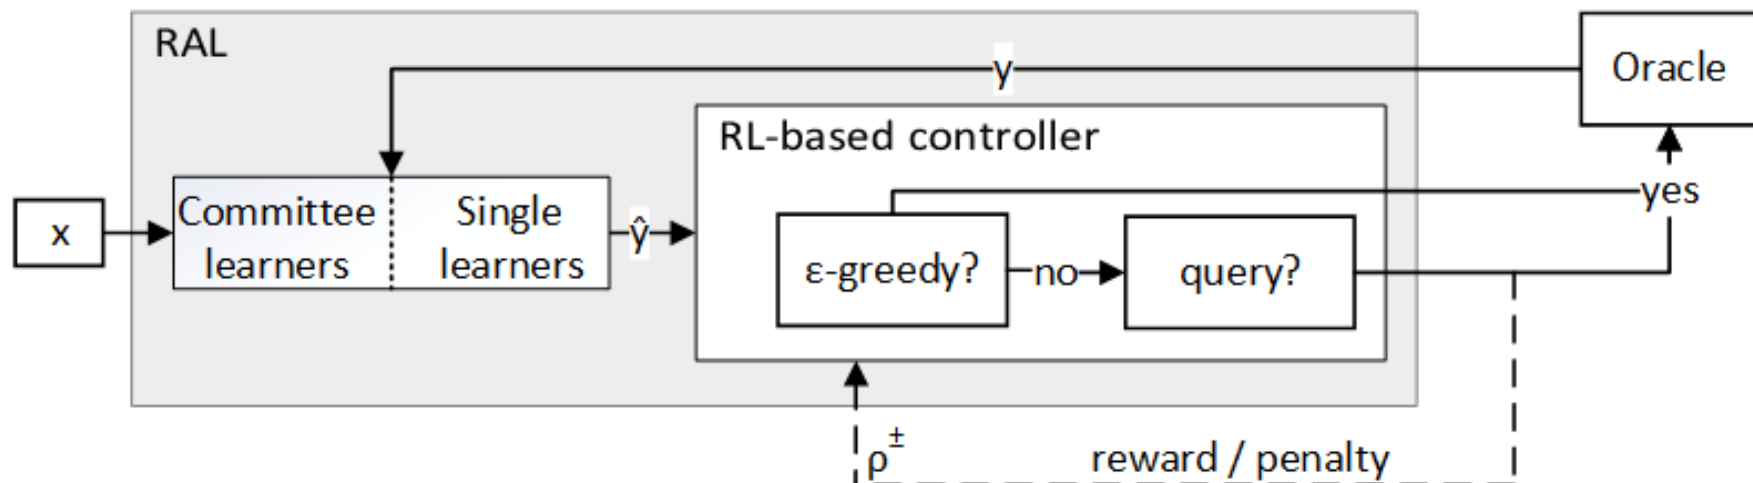 RAL
y
Oracle
RL-based controller
x
Committee
learners
Single
learners
ŷ
ε-greedy?
no
query?
yes
ρ±
reward / penalty